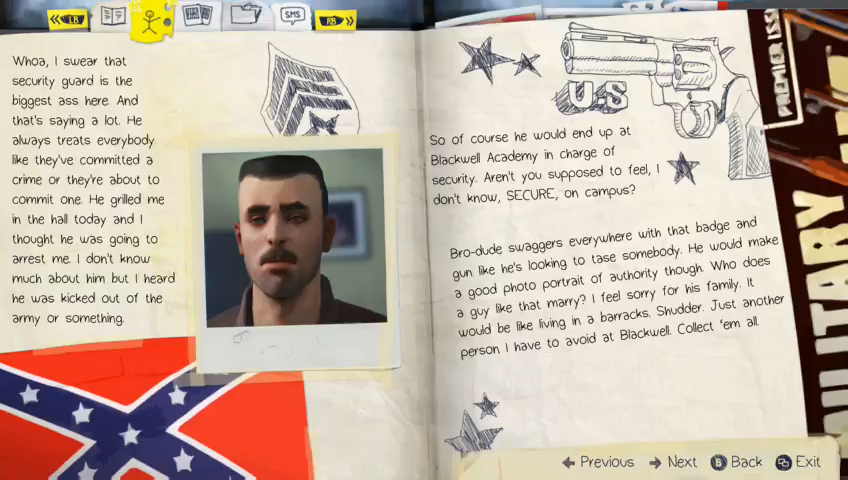 LB
SMS
RB
Whoa, I swear that
security guard is the
biggest ass here. And
that's saying a lot. He
always treats everybody
like they've committed a
crime or they're about to
commit one. He grilled me
in the hall today and I
thought he was going to
arrest me. I don't know
much about him but I heard
he was kicked out of the
army or something.
U.S
So of course he would end up at
Blackwell Academy in charge of
security. Aren't you supposed to feel, I
don't know, SECURE, on campus?
Bro-dude swaggers everywhere with that badge and
gun like he's looking to tase somebody. He would make
a good photo portrait of authority though. Who does
a guy like that marry? I feel sorry for his family. It
would be like living in a barracks. Shudder. Just another
person I have to avoid at Blackwell. Collect 'em all.
PREMIER
MILITARY
Previous Next B Back Exit